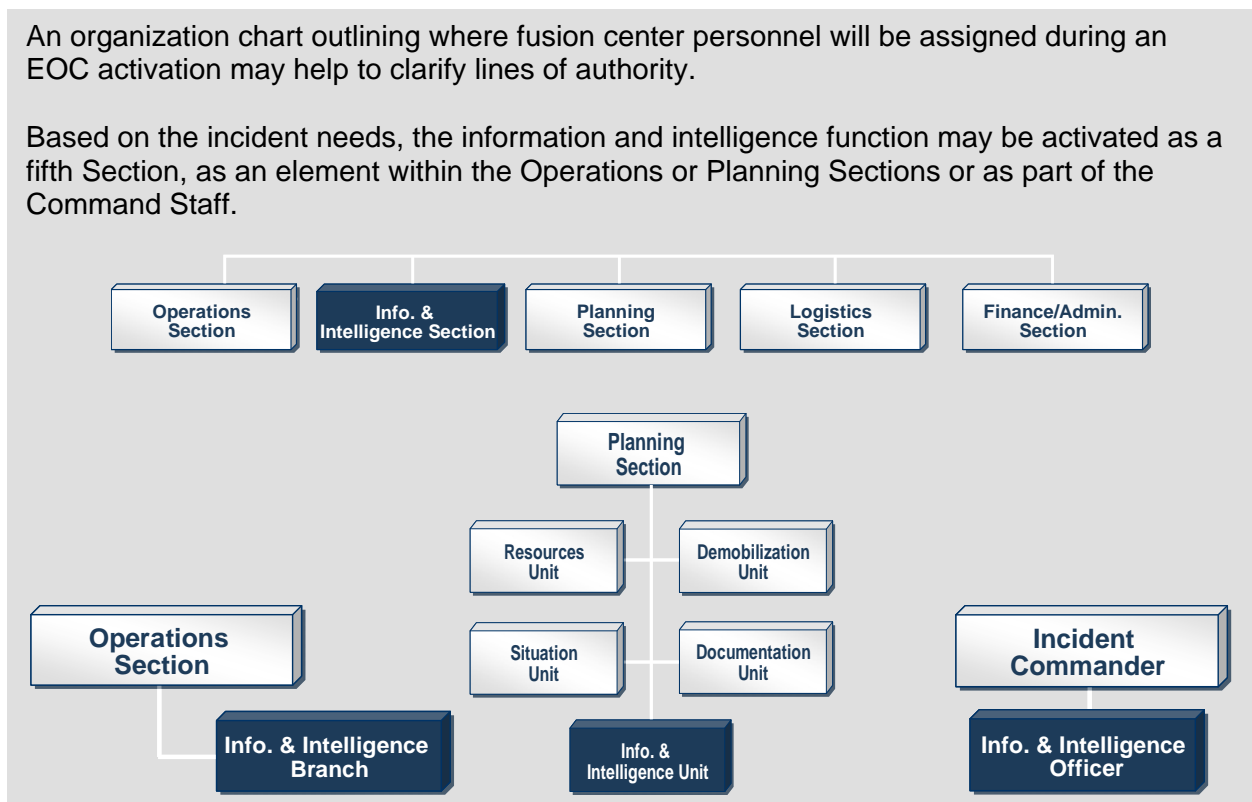 An organization chart outlining where fusion center personnel will be assigned during an
EOC activation may help to clarify lines of authority.
Based on the incident needs, the information and intelligence function may be activated as a
fifth Section, as an element within the Operations or Planning Sections or as part of the
Command Staff.
Operations
Section
Info. &
Intelligence Section
Planning
Section
Logistics
Section
Finance/Admin.
Section
Planning
Section
Resources
Unit
Demobilization
Unit
Situation
Unit
Documentation
Unit
Info. &
Intelligence Unit
Operations
Section
Info. & Intelligence
Branch
Incident
Commander
Info. & Intelligence
Officer